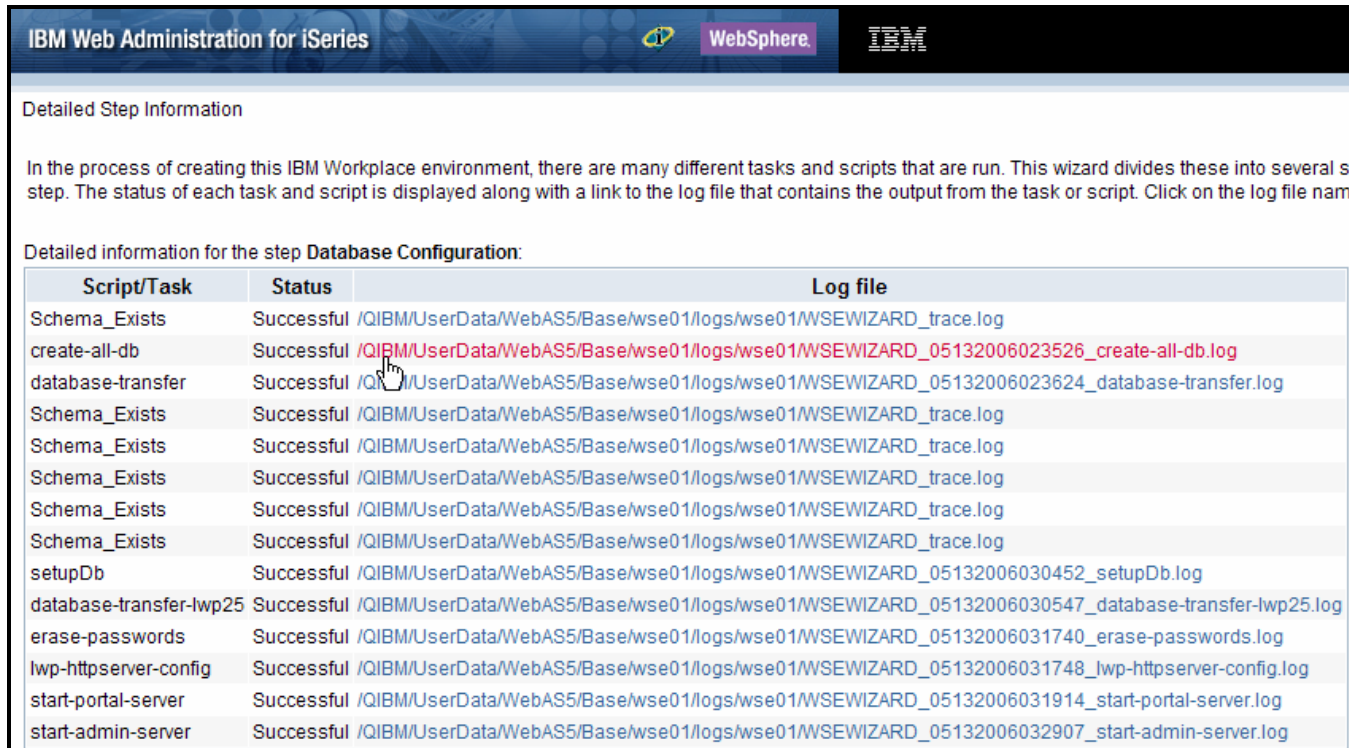 IBM Web Administration for iSeries WebSphere. IBM
Detailed Step Information
In the process of creating this IBM Workplace environment, there are many different tasks and scripts that are run. This wizard divides these into several s
step. The status of each task and script is displayed along with a link to the log file that contains the output from the task or script. Click on the log file nam
Detailed information for the step Database Configuration:
Script/Task Status Log file
Schema_Exists Successful /QIBM/UserData/WebAS5/Base/wse01/logs/wse01/WSEWIZARD_trace.log
create-all-db Successful /QIBM/UserData/WebAS5/Base/wse01/logs/wse01/WSEWIZARD_05132006023526_create-all-db.log
database-transfer Successful /QIBM/UserData/WebAS5/Base/wse01/logs/wse01/WSEWIZARD_05132006023624_database-transfer.log
Schema_Exists Successful /QIBM/UserData/WebAS5/Base/wse01/logs/wse01/WSEWIZARD_trace.log
Schema_Exists Successful /QIBM/UserData/WebAS5/Base/wse01/logs/wse01/WSEWIZARD_trace.log
Schema_Exists Successful /QIBM/UserData/WebAS5/Base/wse01/logs/wse01/WSEWIZARD_trace.log
Schema_Exists Successful /QIBM/UserData/WebAS5/Base/wse01/logs/wse01/WSEWIZARD_trace.log
Schema_Exists Successful /QIBM/UserData/WebAS5/Base/wse01/logs/wse01/WSEWIZARD_trace.log
setupDb Successful /QIBM/UserData/WebAS5/Base/wse01/logs/wse01/WSEWIZARD_05132006030452_setupDb.log
database-transfer-lwp25 Successful /QIBM/UserData/WebAS5/Base/wse01/logs/wse01/WSEWIZARD_05132006030547_database-transfer-lwp25.log
erase-passwords Successful /QIBM/UserData/WebAS5/Base/wse01/logs/wse01/WSEWIZARD_05132006031740_erase-passwords.log
lwp-httpserver-config Successful /QIBM/UserData/WebAS5/Base/wse01/logs/wse01/WSEWIZARD_05132006031748_lwp-httpserver-config.log
start-portal-server Successful /QIBM/UserData/WebAS5/Base/wse01/logs/wse01/WSEWIZARD_05132006031914_start-portal-server.log
start-admin-server Successful /QIBM/UserData/WebAS5/Base/wse01/logs/wse01/WSEWIZARD_05132006032907_start-admin-server.log